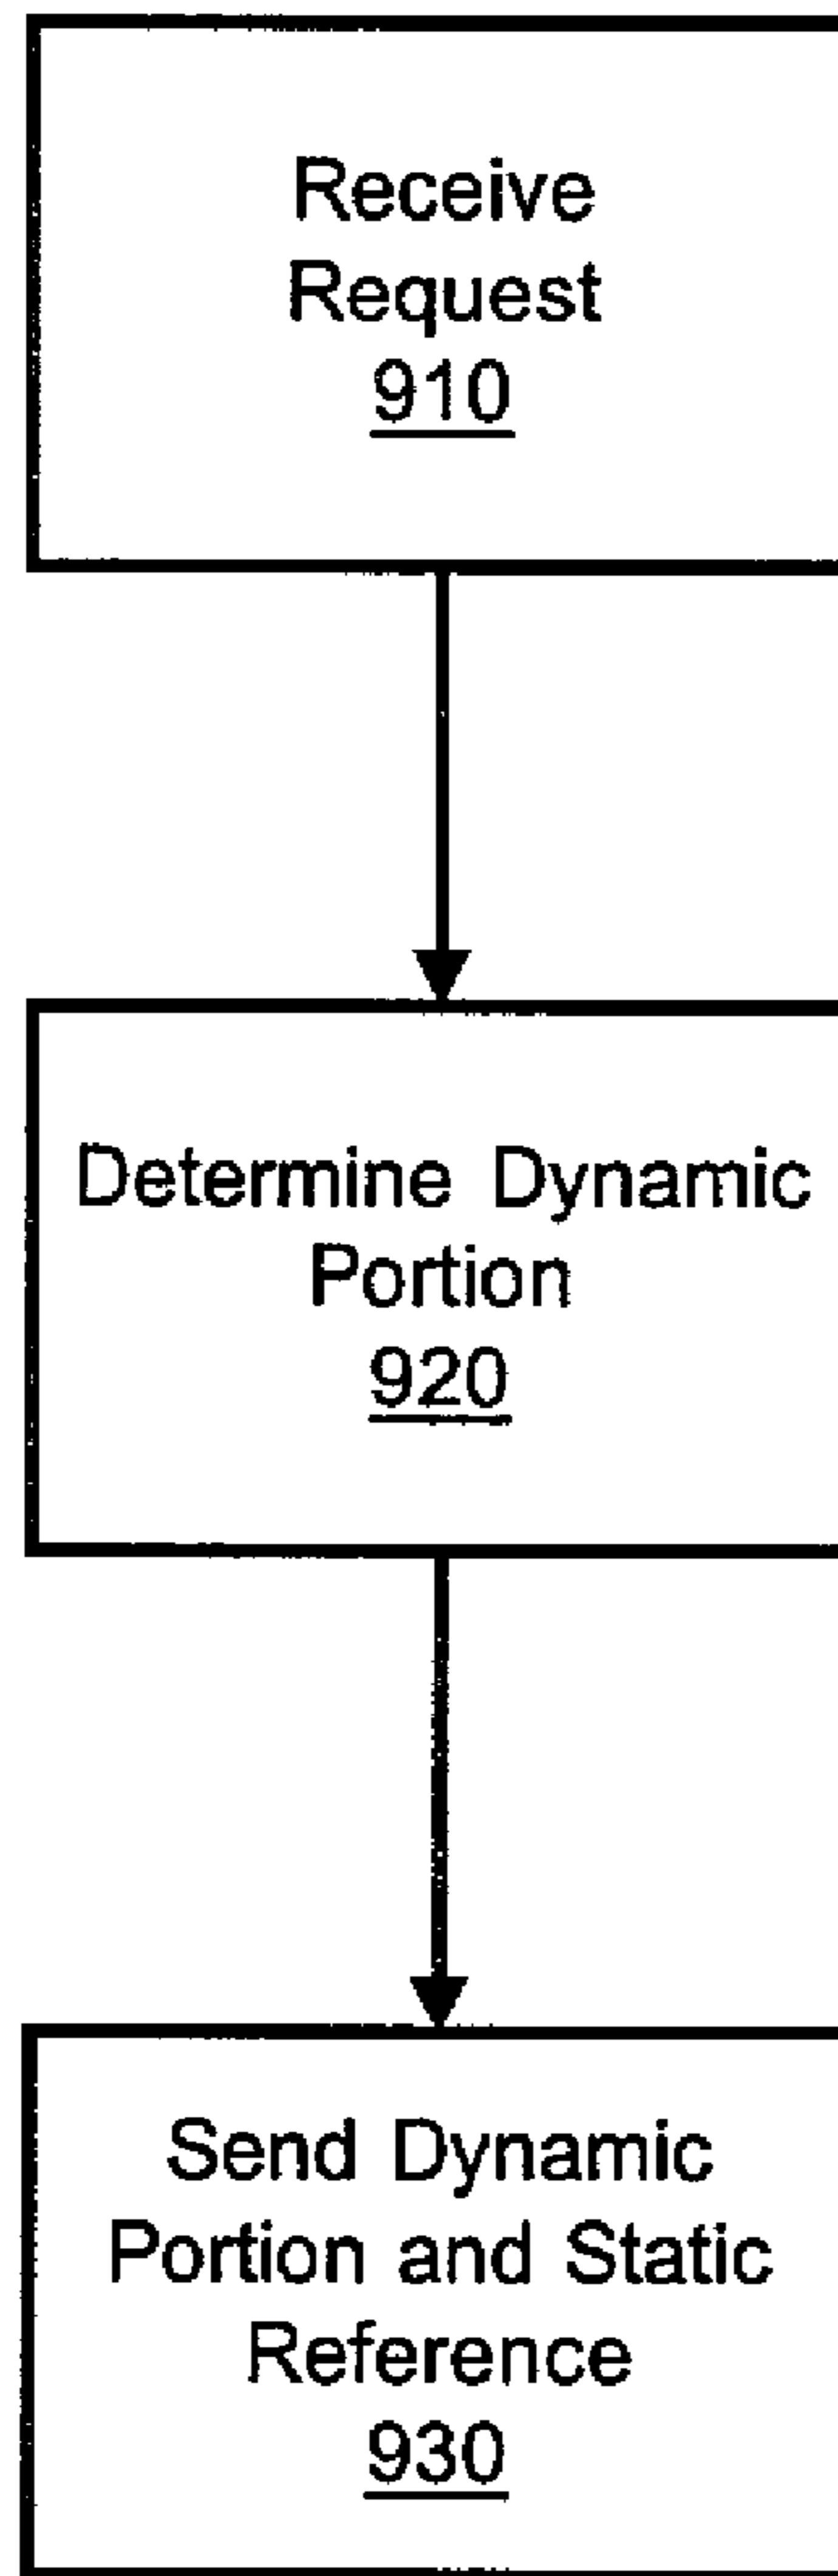 Receive
Request
910
Determine Dynamic
Portion
920
Send Dynamic
Portion and Static
Reference
930